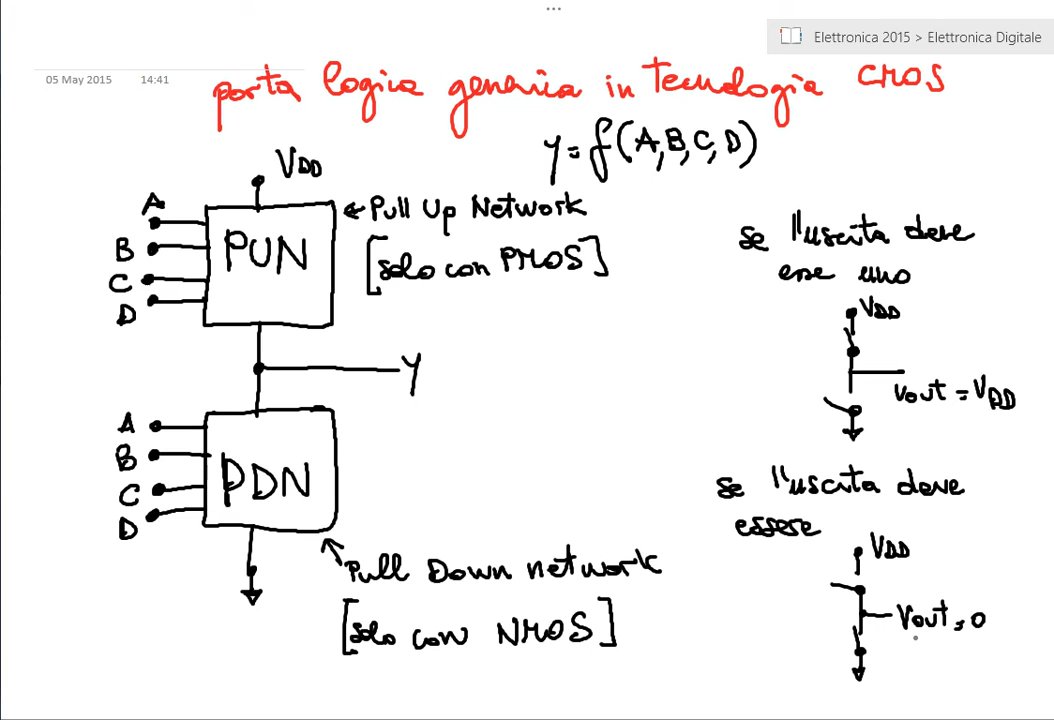 Elettronica 2015 > Elettronica Digitale
05 May 2015 14:41
porta logica generica in tecnologia CMOS
Y = f(A,B,C,D)
VDD
A
B
C
D
PUN
← Pull Up Network
[solo con PMOS]
Y
A
B
C
D
PDN
Pull Down network
[solo con NMOS]
se l'uscita deve
esse uno
VDD
Vout = VDD
se l'uscita deve
essere
VDD
Vout = 0